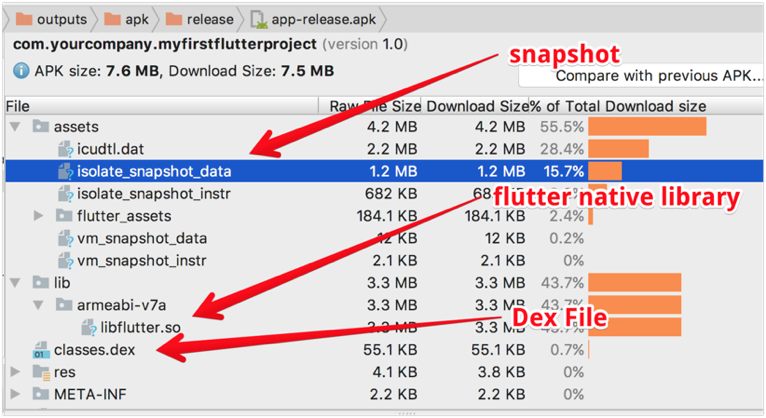 outputs apk release app-release.apk
com.yourcompany.myfirstflutterproject (version 1.0)
snapshot
APK size: 7.6 MB, Download Size: 7.5 MB
Compare with previous APK...
File Raw File Size Download Size % of Total Download size
assets 4.2 MB 4.2 MB 55.5%
icudtl.dat 2.2 MB 2.2 MB 28.4%
isolate_snapshot_data 1.2 MB 1.2 MB 15.7%
isolate_snapshot_instr 682 KB
flutter native library
flutter_assets 184.1 KB 184.1 KB 2.4%
vm_snapshot_data 12 KB 12 KB 0.2%
vm_snapshot_instr 2.1 KB 2.1 KB 0%
lib 3.3 MB 3.3 MB 43.7%
armeabi-v7a 3.3 MB 3.3 MB 43.7%
Dex File
libflutter.so 3.3 MB 3.3 MB
classes.dex 55.1 KB 55.1 KB 0.7%
res 4.1 KB 3.8 KB 0%
META-INF 2.2 KB 2.2 KB 0%